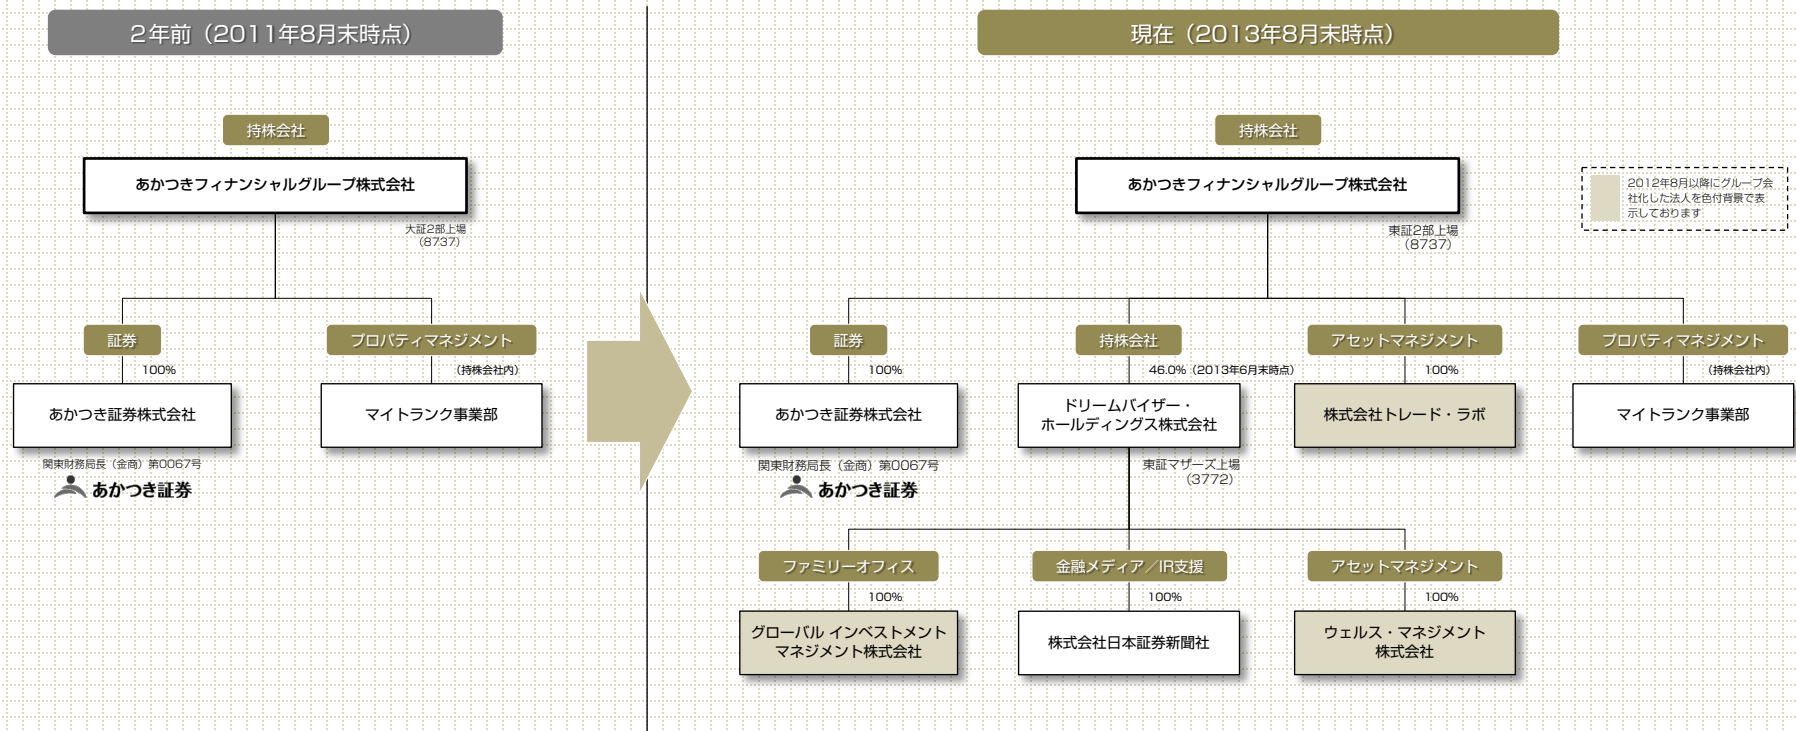 ２年前（2011年8月末時点）
持株会社
あかつきフィナンシャルグループ株式会社
大証2部上場
（8737）
証券
プロパティマネジメント
100%
（持株会社内）
あかつき証券株式会社
マイトランク事業部
関東財務局長（金商）第0067号
あかつき証券
現在（2013年8月末時点）
持株会社
あかつきフィナンシャルグループ株式会社
東証2部上場
（8737）
2012年8月以降にグループ会
社化した法人を色付背景で表
示しております
証券
持株会社
アセットマネジメント
プロパティマネジメント
100%
46.0%（2013年6月末時点）
100%
（持株会社内）
あかつき証券株式会社
ドリームバイザー・
ホールディングス株式会社
株式会社トレード・ラボ
マイトランク事業部
関東財務局長（金商）第0067号
あかつき証券
東証マザーズ上場
（3772）
ファミリーオフィス
金融メディア／IR支援
アセットマネジメント
100%
100%
100%
グローバル インベストメント
マネジメント株式会社
株式会社日本証券新聞社
ウェルス・マネジメント
株式会社